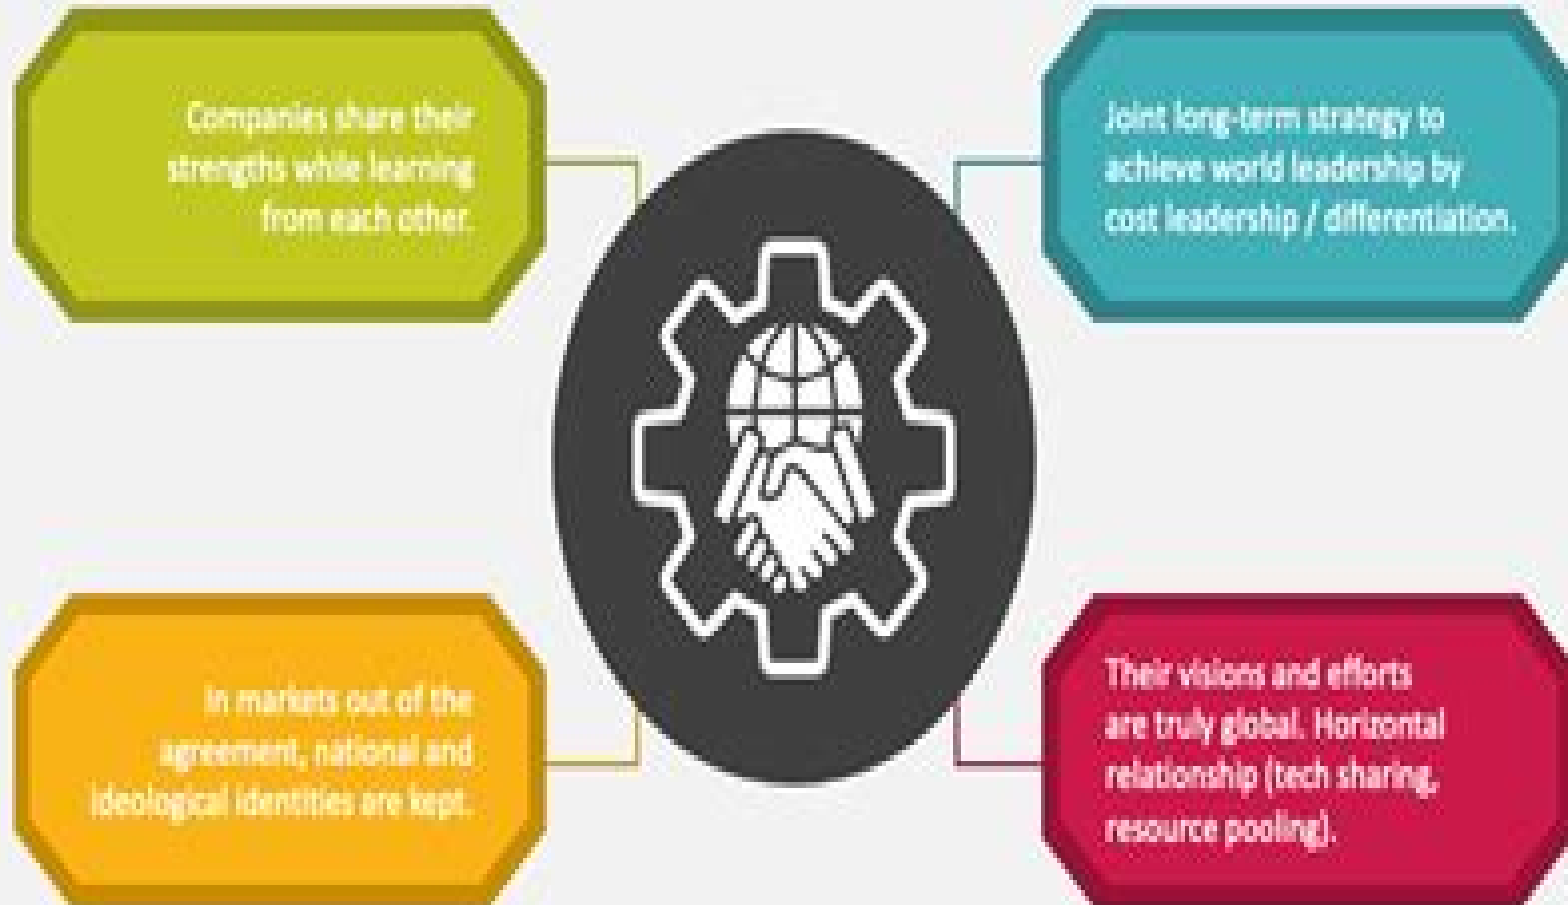 Companies share their
strengths while learning
from each other.
Joint long-term strategy to
achieve world leadership by
cost leadership / differentiation.
In markets out of the
agreement, national and
ideological identities are kept.
Their visions and efforts
are truly global. Horizontal
relationship (tech sharing,
resource pooling).